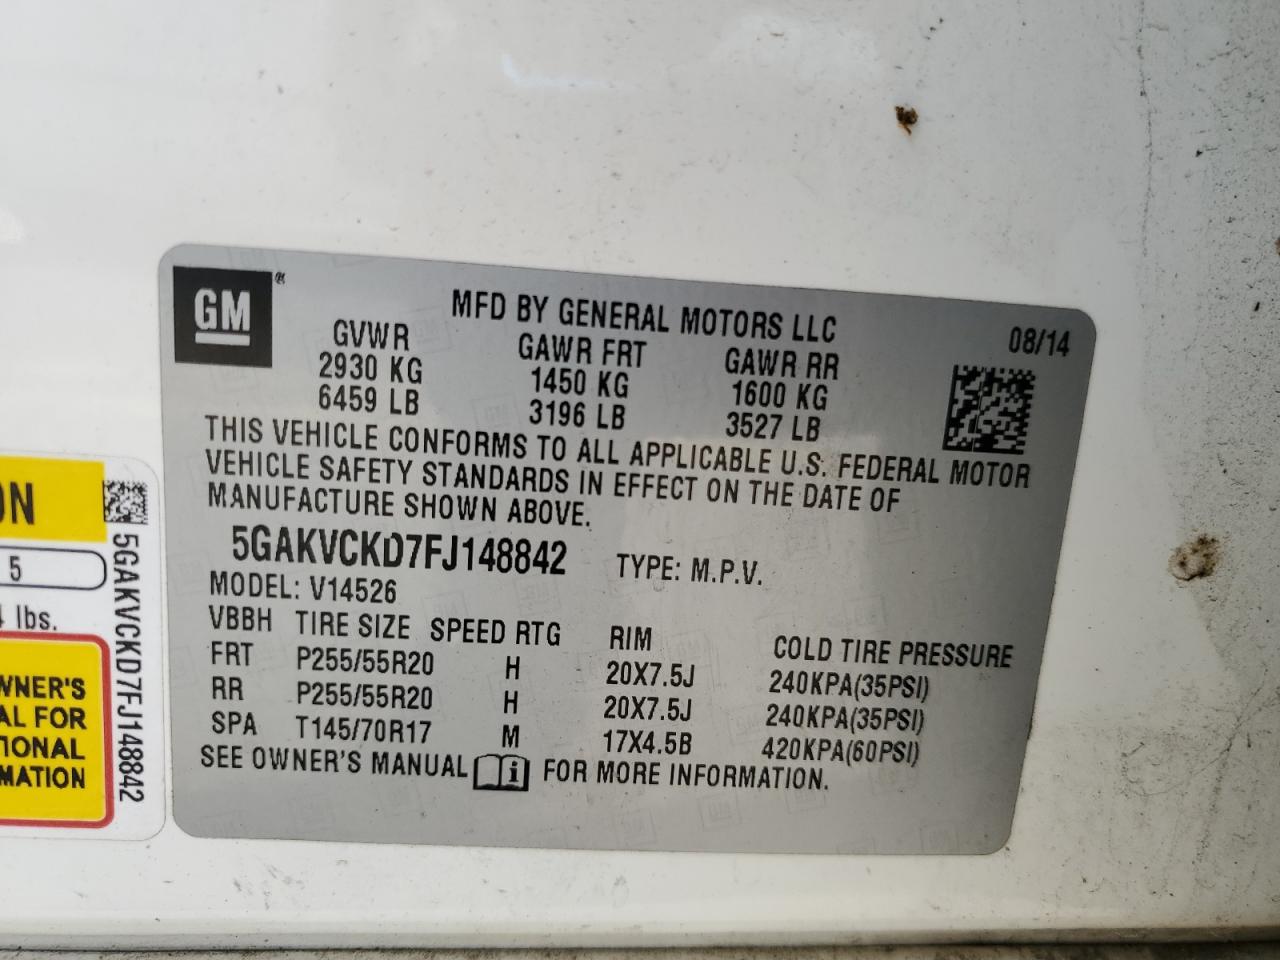 GM
®
MFD BY GENERAL MOTORS LLC
08/14
GVWR GAWR FRT GAWR RR
2930 KG 1450 KG 1600 KG
6459 LB 3196 LB 3527 LB
THIS VEHICLE CONFORMS TO ALL APPLICABLE U.S. FEDERAL MOTOR
VEHICLE SAFETY STANDARDS IN EFFECT ON THE DATE OF
MANUFACTURE SHOWN ABOVE.
5GAKVCKD7FJ148842 TYPE: M.P.V.
MODEL: V14526
VBBH TIRE SIZE SPEED RTG RIM COLD TIRE PRESSURE
FRT P255/55R20 H 20X7.5J 240KPA(35PSI)
RR P255/55R20 H 20X7.5J 240KPA(35PSI)
SPA T145/70R17 M 17X4.5B 420KPA(60PSI)
SEE OWNER'S MANUAL i FOR MORE INFORMATION.
ON
5
lbs.
WNER'S
AL FOR
TIONAL
MATION
5GAKVCKD7FJ148842